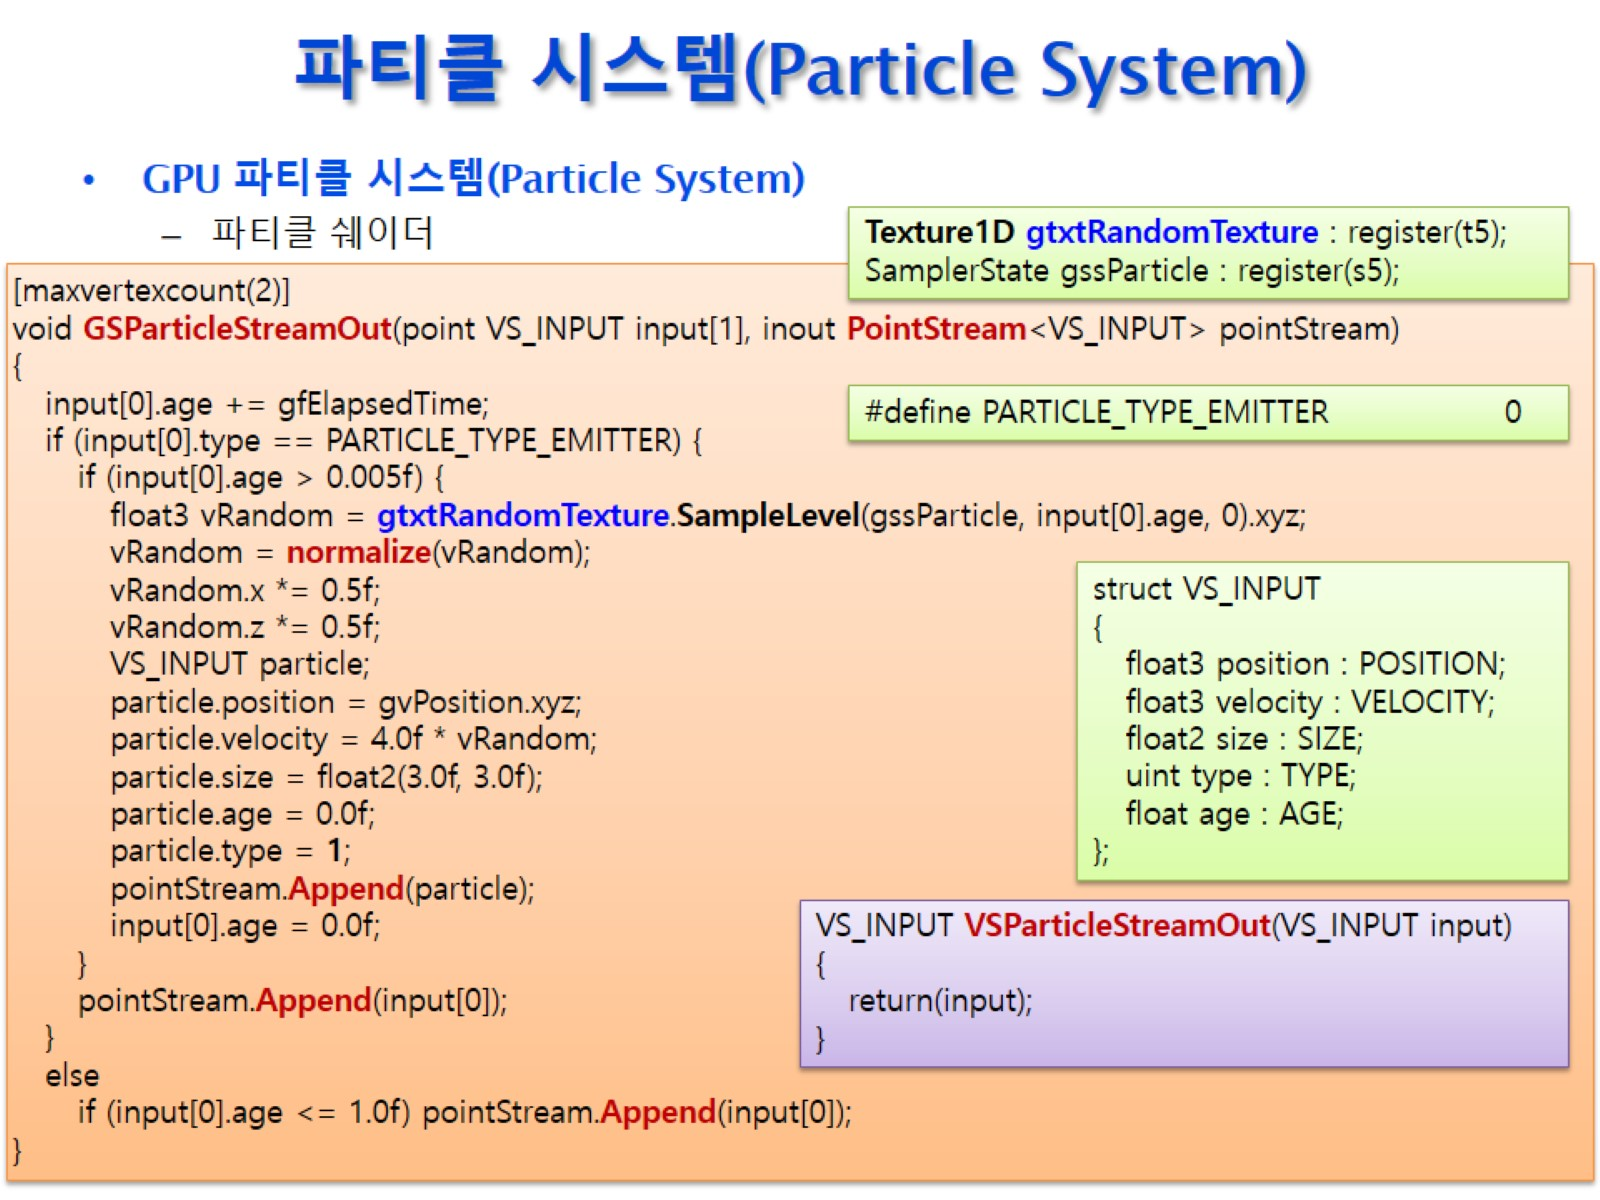 파티클 시스템(Particle System)
• GPU 파티클 시스템(Particle System)
– 파티클 쉐이더
Texture1D gtxtRandomTexture : register(t5);
SamplerState gssParticle : register(s5);
[maxvertexcount(2)]
void GSParticleStreamOut(point VS_INPUT input[1], inout PointStream<VS_INPUT> pointStream)
{
input[0].age += gfElapsedTime;
if (input[0].type == PARTICLE_TYPE_EMITTER) {
if (input[0].age > 0.005f) {
float3 vRandom = gtxtRandomTexture.SampleLevel(gssParticle, input[0].age, 0).xyz;
vRandom = normalize(vRandom);
vRandom.x *= 0.5f;
vRandom.z *= 0.5f;
VS_INPUT particle;
particle.position = gvPosition.xyz;
particle.velocity = 4.0f * vRandom;
particle.size = float2(3.0f, 3.0f);
particle.age = 0.0f;
particle.type = 1;
pointStream.Append(particle);
input[0].age = 0.0f;
}
pointStream.Append(input[0]);
}
else
if (input[0].age <= 1.0f) pointStream.Append(input[0]);
}
#define PARTICLE_TYPE_EMITTER 0
struct VS_INPUT
{
float3 position : POSITION;
float3 velocity : VELOCITY;
float2 size : SIZE;
uint type : TYPE;
float age : AGE;
};
VS_INPUT VSParticleStreamOut(VS_INPUT input)
{
return(input);
}